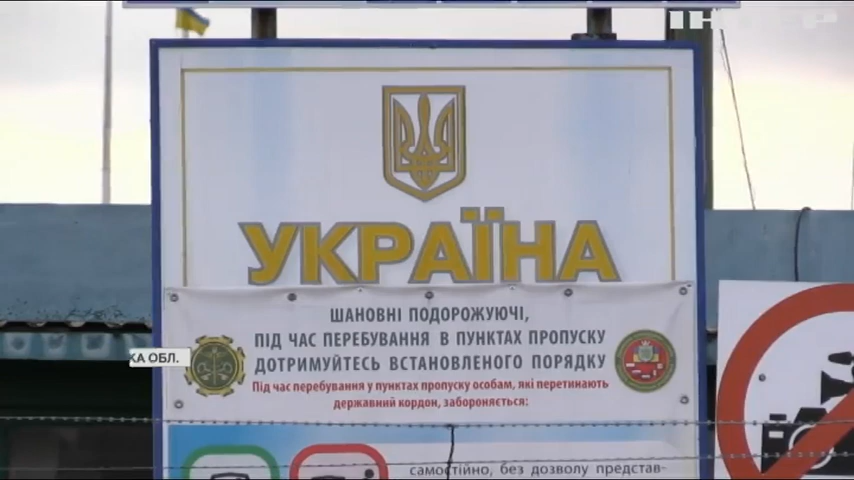 ІНТЕР
УКРАЇНА
ШАНОВНІ ПОДОРОЖУЮЧІ,
ПІД ЧАС ПЕРЕБУВАННЯ В ПУНКТАХ ПРОПУСКУ
ДОТРИМУЙТЕСЬ ВСТАНОВЛЕНОГО ПОРЯДКУ
Під час перебування у пунктах пропуску особам, які перетинають
державний кордон, забороняється:
КА ОБЛ.
самостійно, без дозволу представ-